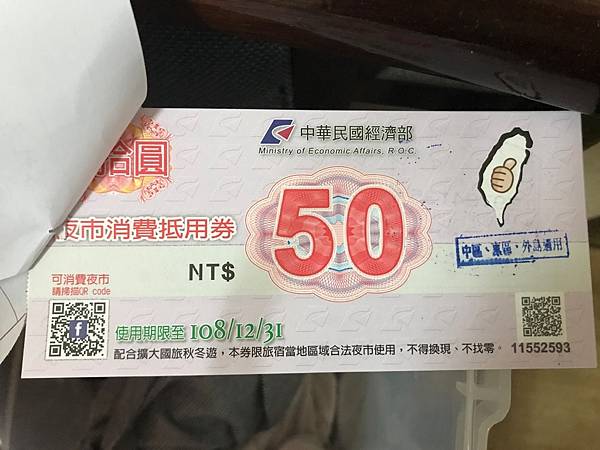 中華民國經濟部
Ministry of Economic Affairs, R.O.C.
拾圓
夜市消費抵用券
NT$
50
中區、東區、外島適用
可消費夜市
請掃描QR code
使用期限至 108/12/31
配合擴大國旅秋冬遊，本券限旅宿當地區域合法夜市使用，不得換現、不找零。
11552593